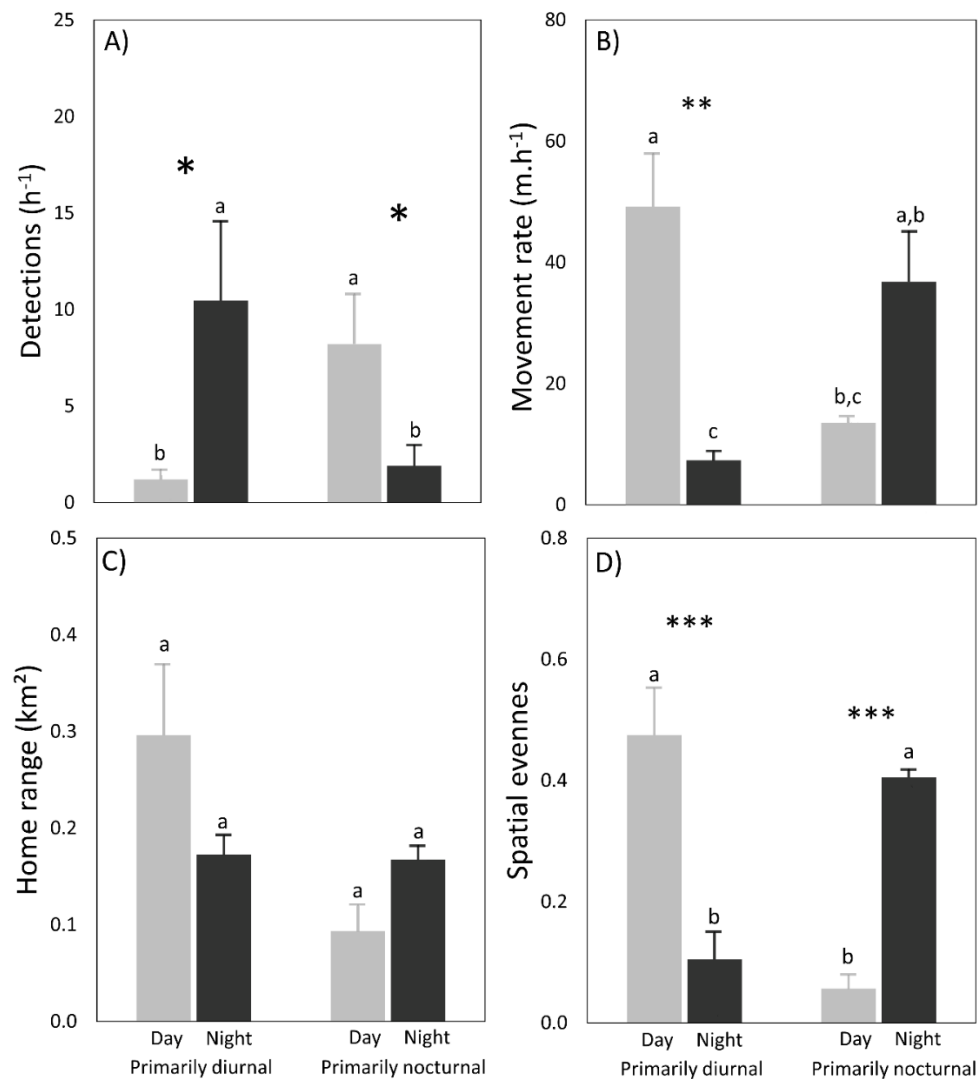 A)
Detections (h⁻¹)
25
20
15
10
5
0
*
*
b
a
a
b
B)
Movement rate (m.h⁻¹)
80
60
40
20
0
**
a
c
b,c
a,b
C)
Home range (km²)
0.5
0.4
0.3
0.2
0.1
0.0
a
a
a
a
Day Night Day Night
Primarily diurnal Primarily nocturnal
D)
Spatial evennes
0.8
0.6
0.4
0.2
0.0
***
***
a
b
b
a
Day Night Day Night
Primarily diurnal Primarily nocturnal